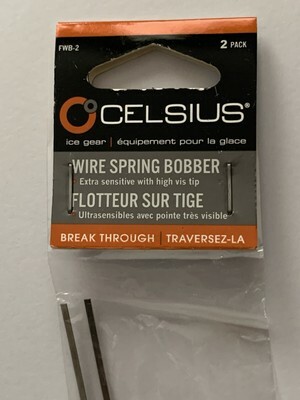 FWB-2 2 PACK
CELSIUS®
ice gear | équipement pour la glace
WIRE SPRING BOBBER
Extra sensitive with high vis tip
FLOTTEUR SUR TIGE
Ultrasensibles avec pointe très visible
BREAK THROUGH | TRAVERSEZ-LA